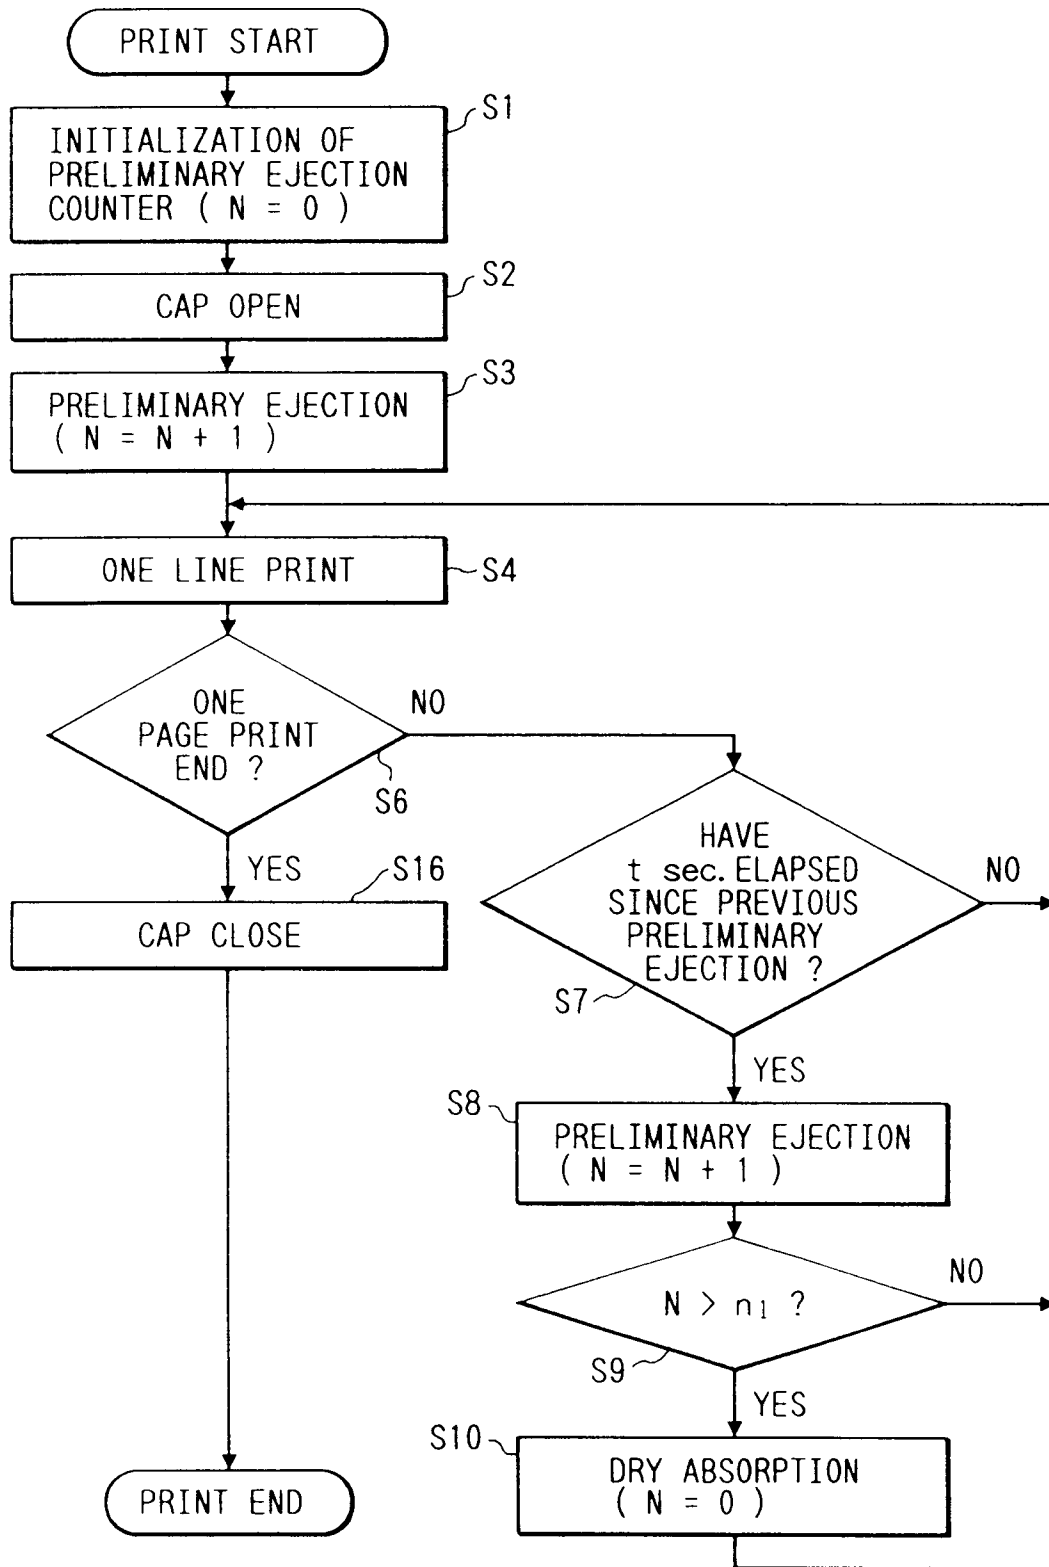 PRINT START
S1
INITIALIZATION OF
PRELIMINARY EJECTION
COUNTER ( N = 0 )
S2
CAP OPEN
S3
PRELIMINARY EJECTION
( N = N + 1 )
ONE LINE PRINT
S4
ONE
PAGE PRINT
END ?
NO
S6
YES
S16
CAP CLOSE
HAVE
t sec. ELAPSED
SINCE PREVIOUS
PRELIMINARY
EJECTION ?
NO
S7
YES
S8
PRELIMINARY EJECTION
( N = N + 1 )
N > n₁ ?
NO
S9
YES
S10
DRY ABSORPTION
( N = 0 )
PRINT END